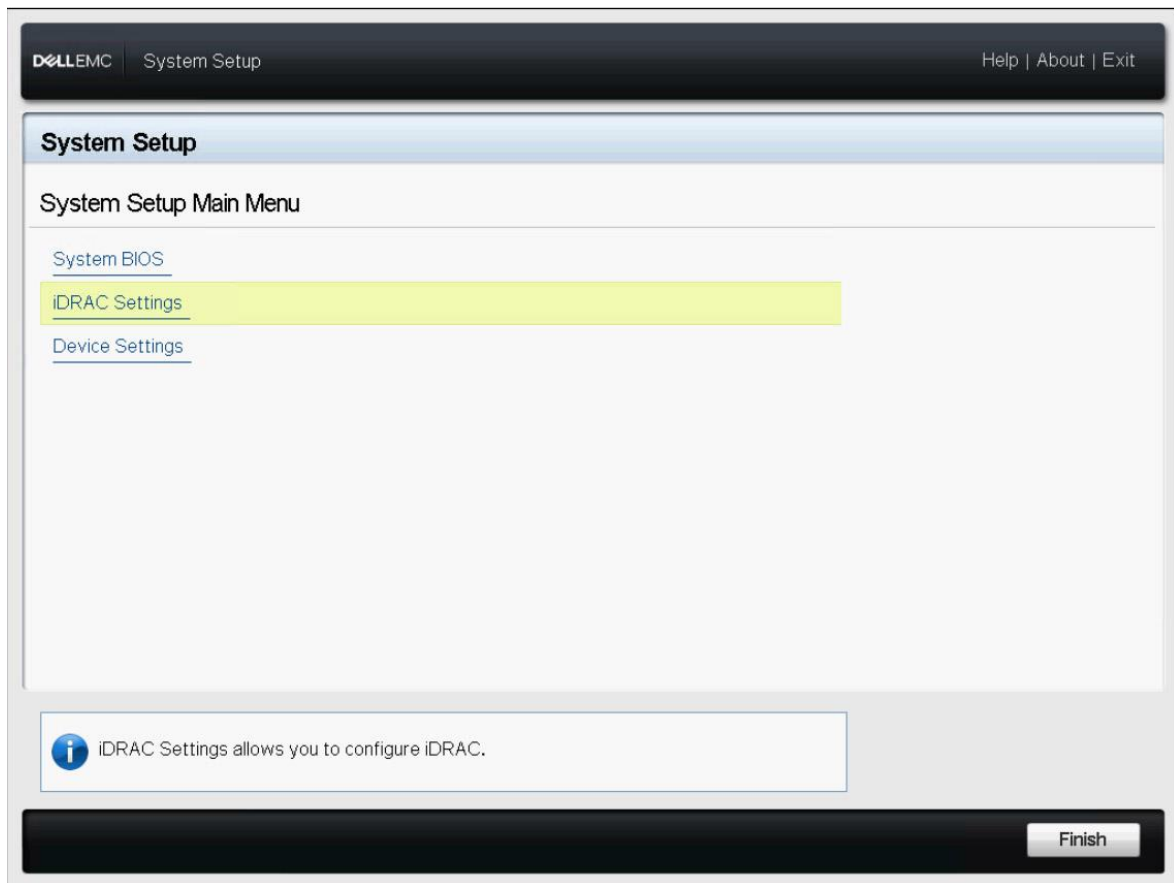 DELLEMC System Setup Help | About | Exit
System Setup
System Setup Main Menu
System BIOS
iDRAC Settings
Device Settings
iDRAC Settings allows you to configure iDRAC.
Finish